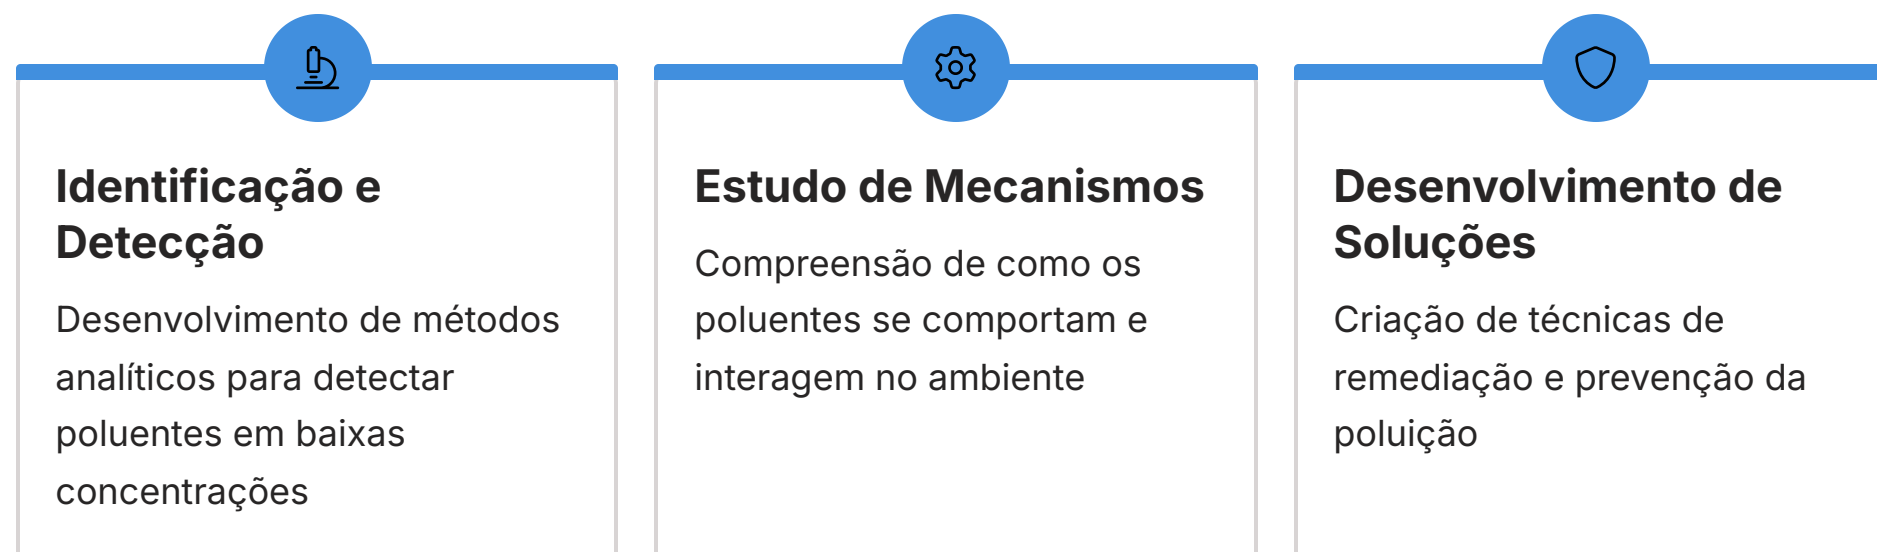 Identificação e
Detecção
Desenvolvimento de métodos
analíticos para detectar
poluentes em baixas
concentrações
Estudo de Mecanismos
Compreensão de como os
poluentes se comportam e
interagem no ambiente
Desenvolvimento de
Soluções
Criação de técnicas de
remediação e prevenção da
poluição